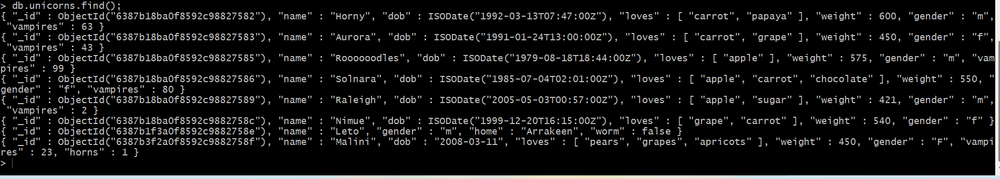 > db.unicorns.find();
{ "_id" : ObjectId("6387b18ba0f8592c98827582"), "name" : "Horny", "dob" : ISODate("1992-03-13T07:47:00Z"), "loves" : [ "carrot", "papaya" ], "weight" : 600, "gender" : "m",
 "vampires" : 63 }
{ "_id" : ObjectId("6387b18ba0f8592c98827583"), "name" : "Aurora", "dob" : ISODate("1991-01-24T13:00:00Z"), "loves" : [ "carrot", "grape" ], "weight" : 450, "gender" : "f",
 "vampires" : 43 }
{ "_id" : ObjectId("6387b18ba0f8592c98827585"), "name" : "Roooooodles", "dob" : ISODate("1979-08-18T18:44:00Z"), "loves" : [ "apple" ], "weight" : 575, "gender" : "m", "vam
pires" : 99 }
{ "_id" : ObjectId("6387b18ba0f8592c98827586"), "name" : "Solnara", "dob" : ISODate("1985-07-04T02:01:00Z"), "loves" : [ "apple", "carrot", "chocolate" ], "weight" : 550, "
gender" : "f", "vampires" : 80 }
{ "_id" : ObjectId("6387b18ba0f8592c98827589"), "name" : "Raleigh", "dob" : ISODate("2005-05-03T00:57:00Z"), "loves" : [ "apple", "sugar" ], "weight" : 421, "gender" : "m",
 "vampires" : 2 }
{ "_id" : ObjectId("6387b18ba0f8592c9882758c"), "name" : "Nimue", "dob" : ISODate("1999-12-20T16:15:00Z"), "loves" : [ "grape", "carrot" ], "weight" : 540, "gender" : "f" }
{ "_id" : ObjectId("6387b1f3a0f8592c9882758e"), "name" : "Leto", "gender" : "m", "home" : "Arrakeen", "worm" : false }
{ "_id" : ObjectId("6387b3f2a0f8592c9882758f"), "name" : "Malini", "dob" : "2008-03-11", "loves" : [ "pears", "grapes", "apricots" ], "weight" : 450, "gender" : "F", "vampi
res" : 23, "horns" : 1 }
>